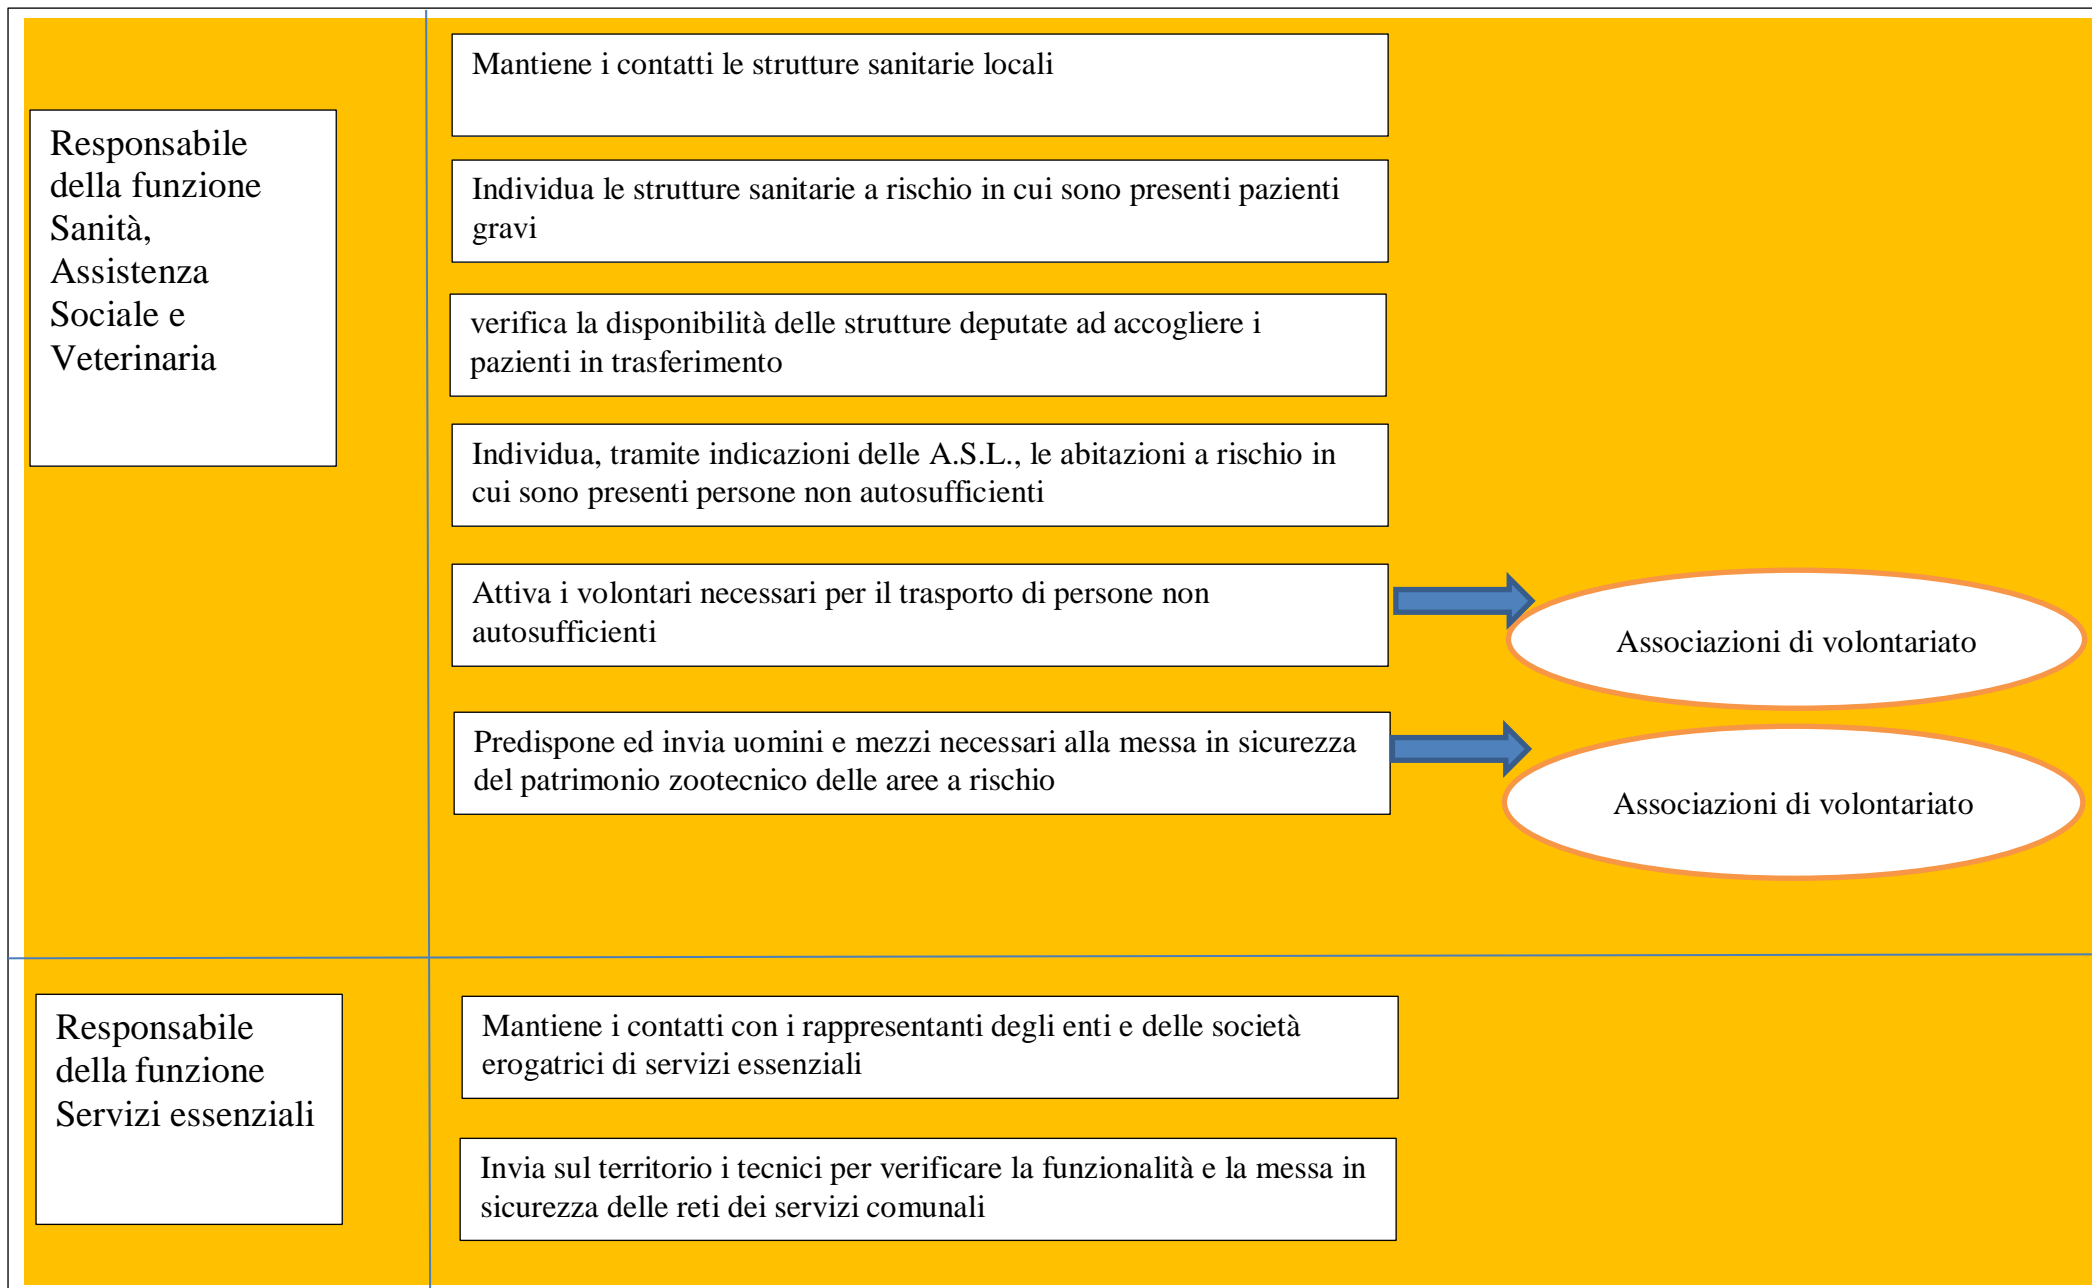 Responsabile
della funzione
Sanità,
Assistenza
Sociale e
Veterinaria
Mantiene i contatti le strutture sanitarie locali
Individua le strutture sanitarie a rischio in cui sono presenti pazienti
gravi
verifica la disponibilità delle strutture deputate ad accogliere i
pazienti in trasferimento
Individua, tramite indicazioni delle A.S.L., le abitazioni a rischio in
cui sono presenti persone non autosufficienti
Attiva i volontari necessari per il trasporto di persone non
autosufficienti
Associazioni di volontariato
Predispone ed invia uomini e mezzi necessari alla messa in sicurezza
del patrimonio zootecnico delle aree a rischio
Associazioni di volontariato
Responsabile
della funzione
Servizi essenziali
Mantiene i contatti con i rappresentanti degli enti e delle società
erogatrici di servizi essenziali
Invia sul territorio i tecnici per verificare la funzionalità e la messa in
sicurezza delle reti dei servizi comunali